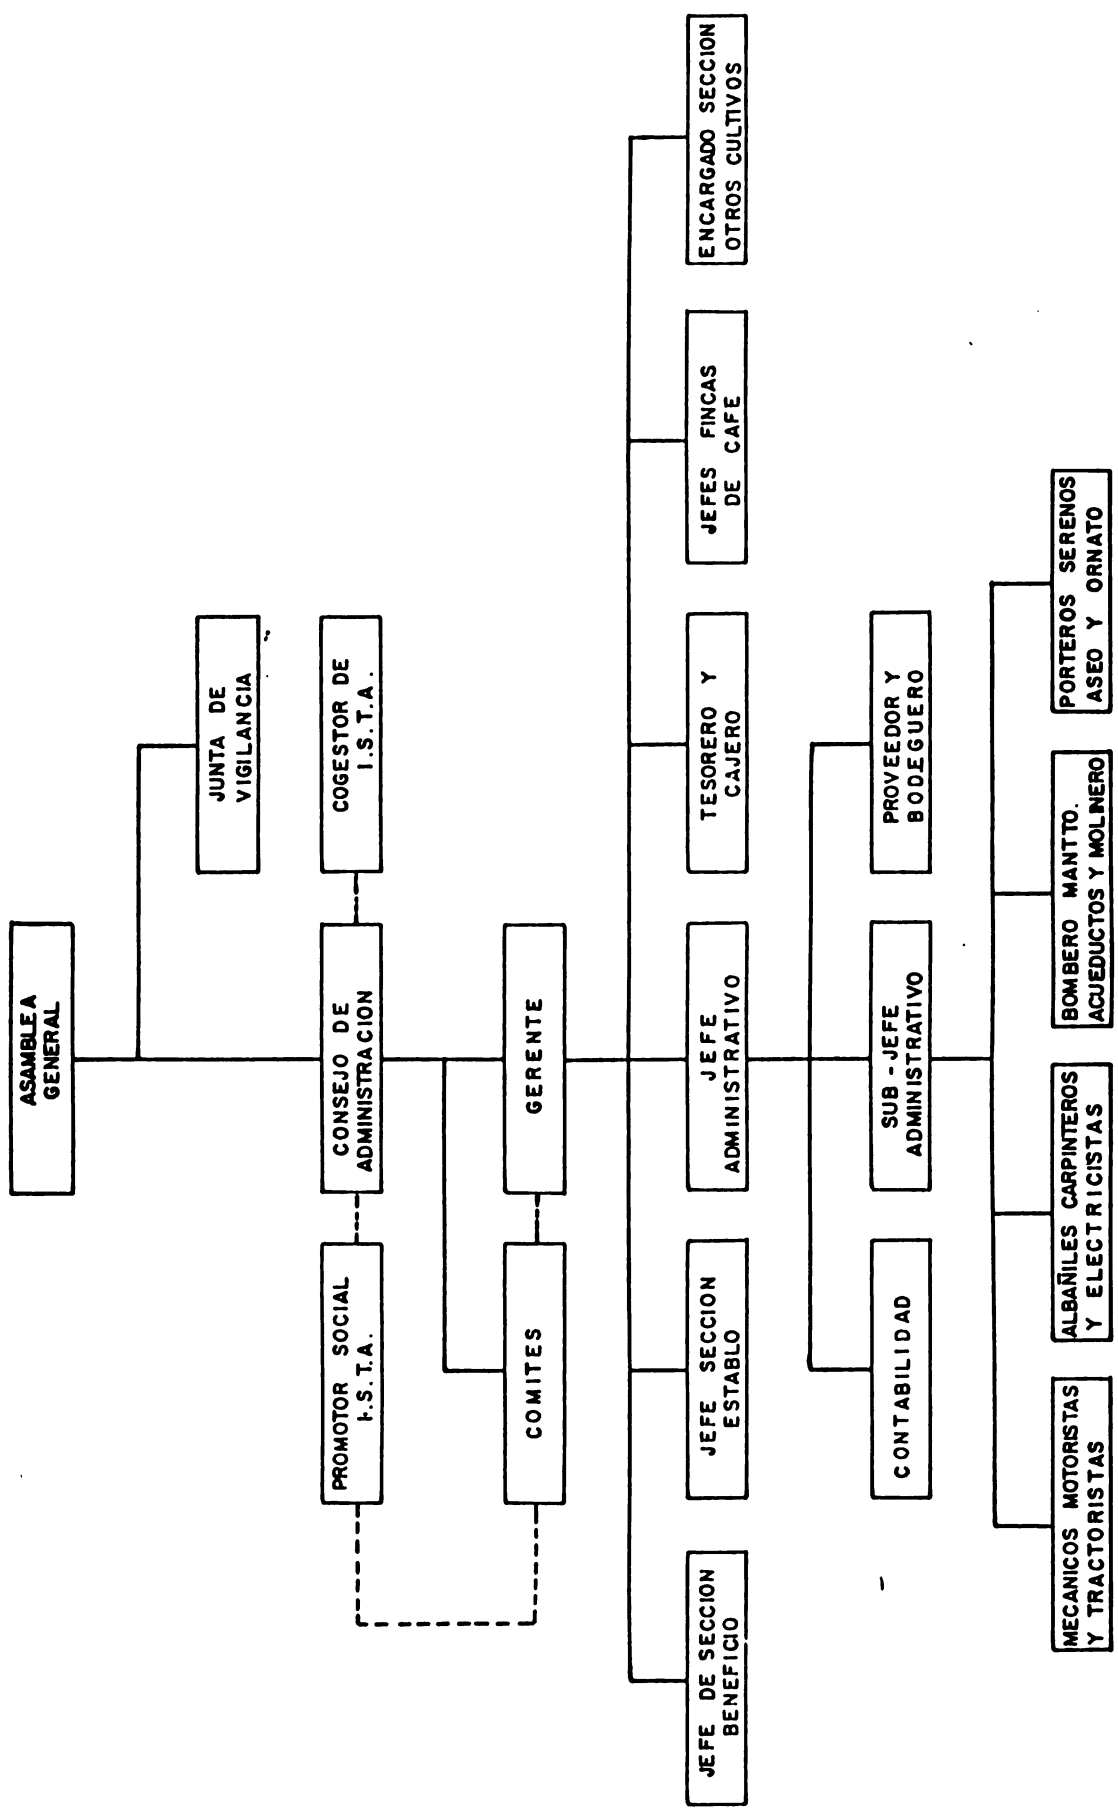 ASAMBLEA
GENERAL
JUNTA DE
VIGILANCIA
PROMOTOR SOCIAL
I.S.T.A.
CONSEJO DE
ADMINISTRACION
COGESTOR DE
I.S.T.A.
COMITES
GERENTE
JEFE DE SECCION
BENEFICIO
JEFE SECCION
ESTABLO
JEFE
ADMINISTRATIVO
TESORERO Y
CAJERO
JEFES FINCAS
DE CAFE
ENCARGADO SECCION
OTROS CULTIVOS
CONTABILIDAD
SUB-JEFE
ADMINISTRATIVO
PROVEEDOR Y
BODEGUERO
MECANICOS MOTORISTAS
Y TRACTORISTAS
ALBAÑILES CARPINTEROS
Y ELECTRICISTAS
BOMBERO MANTTO.
ACUEDUCTOS Y MOLINERO
PORTEROS SERENOS
ASEO Y ORNATO